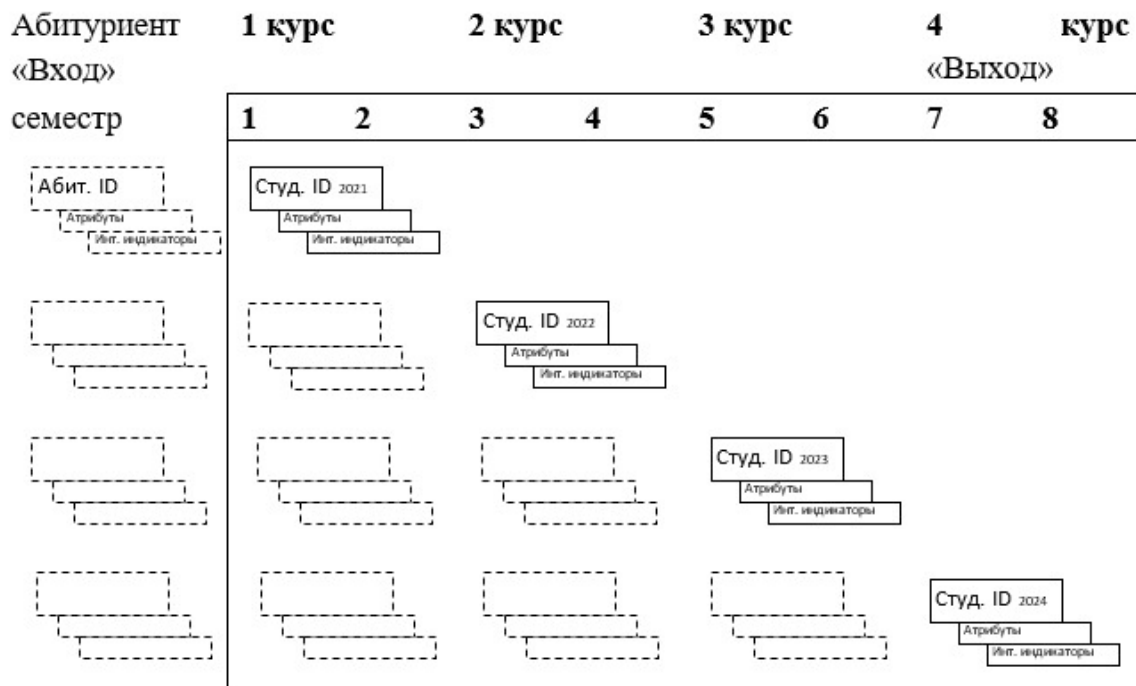 Абитуриент 1 курс 2 курс 3 курс 4 курс
«Вход» «Выход»
семестр 1 2 3 4 5 6 7 8
Абит. ID Студ. ID 2021
Атрибуты Атрибуты
Инт. индикаторы Инт. индикаторы
Студ. ID 2022
Атрибуты
Инт. индикаторы
Студ. ID 2023
Атрибуты
Инт. индикаторы
Студ. ID 2024
Атрибуты
Инт. индикаторы